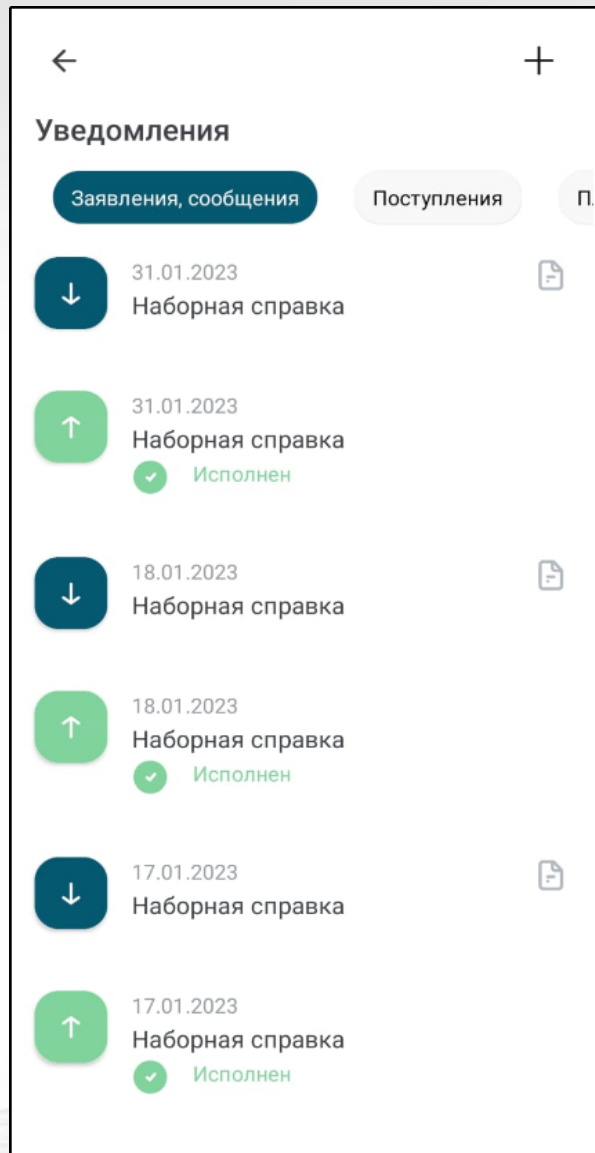 Уведомления
Заявления, сообщения
Поступления
31.01.2023
Наборная справка
31.01.2023
Наборная справка
Исполнен
18.01.2023
Наборная справка
18.01.2023
Наборная справка
Исполнен
17.01.2023
Наборная справка
17.01.2023
Наборная справка
Исполнен